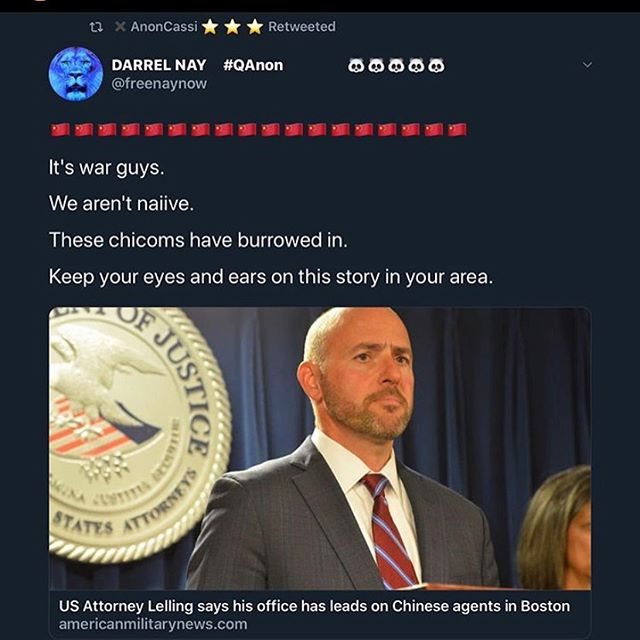 AnonCassi ⭐ ⭐ ⭐ Retweeted
DARREL NAY #QAnon 🐼🐼🐼🐼🐼
@freenaynow
🇨🇳🇨🇳🇨🇳🇨🇳🇨🇳🇨🇳🇨🇳🇨🇳🇨🇳🇨🇳🇨🇳🇨🇳🇨🇳🇨🇳🇨🇳🇨🇳🇨🇳🇨🇳
It's war guys.
We aren't naiive.
These chicoms have burrowed in.
Keep your eyes and ears on this story in your area.
OF JUSTICE
STATES ATTORNEYS
US Attorney Lelling says his office has leads on Chinese agents in Boston
americanmilitarynews.com